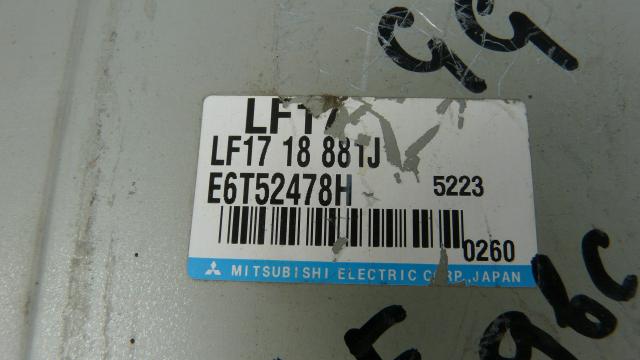 LF17
LF17 18 881J
E6T52478H 5223
0260
MITSUBISHI ELECTRIC CORP., JAPAN